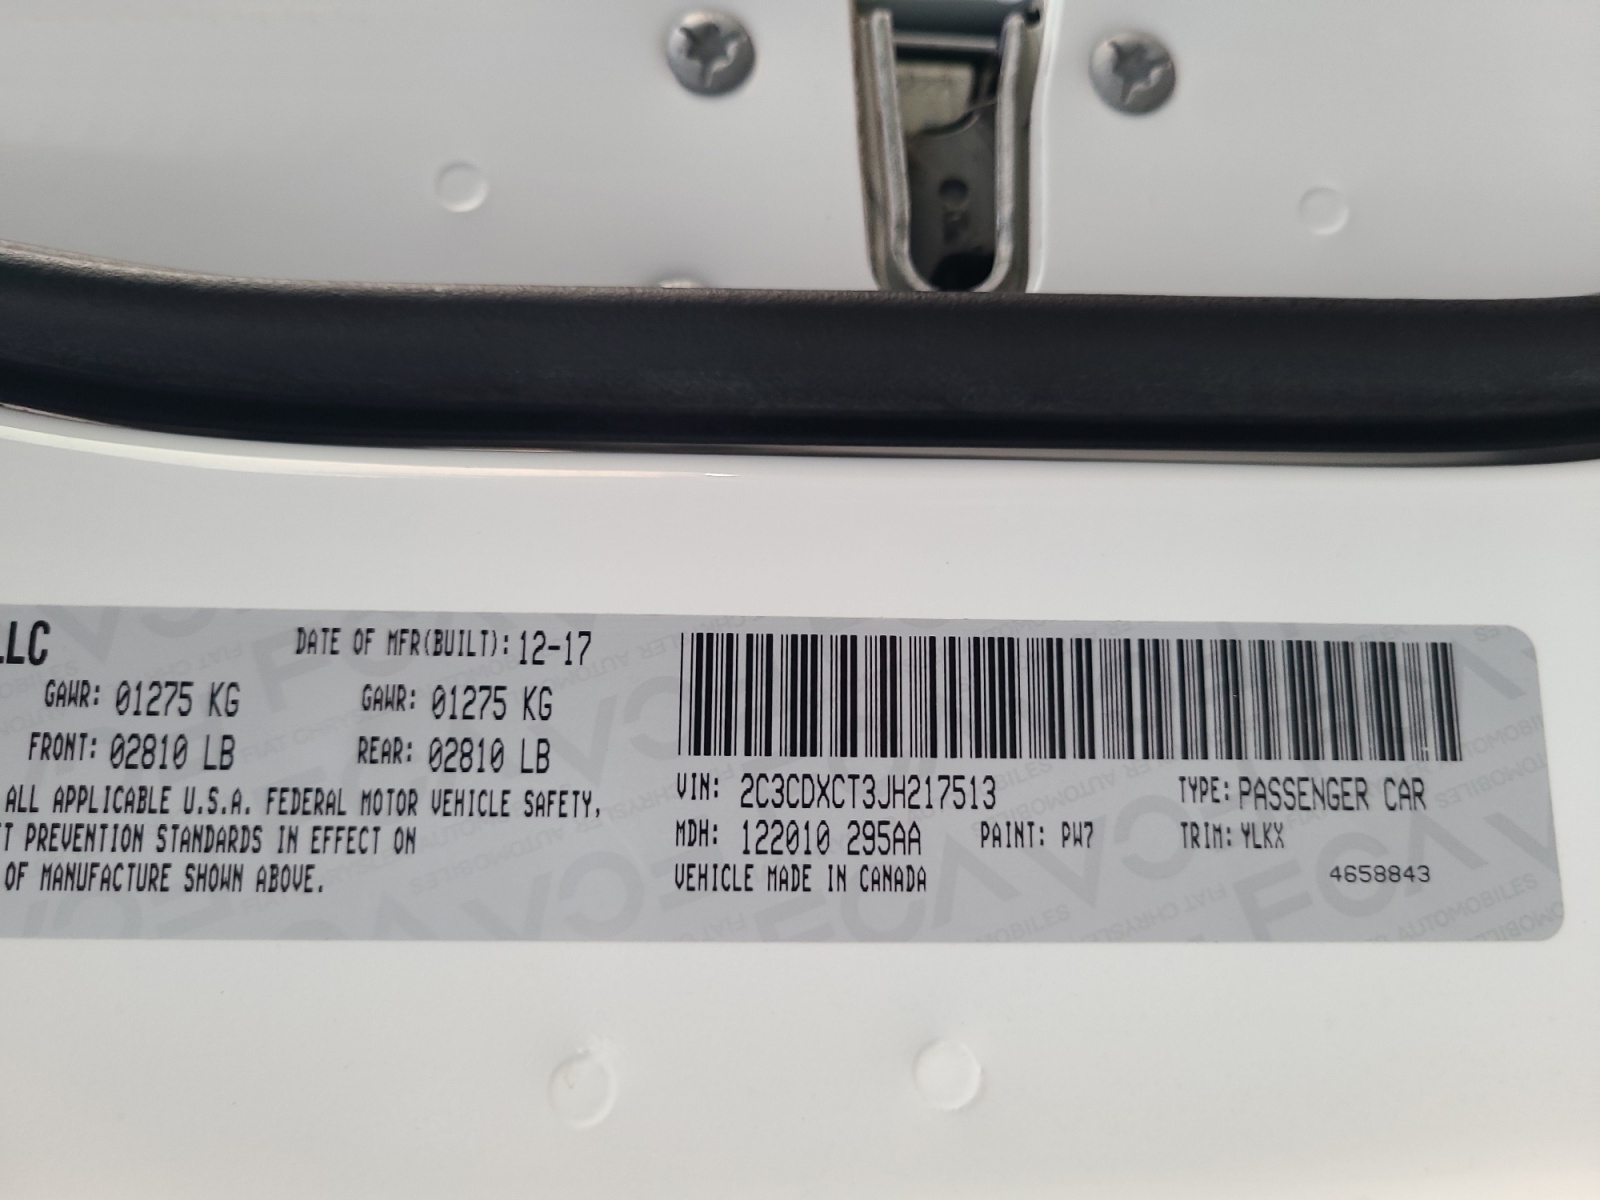 LLC DATE OF MFR(BUILT): 12-17
GAWR: 01275 KG GAWR: 01275 KG
FRONT: 02810 LB REAR: 02810 LB
ALL APPLICABLE U.S.A. FEDERAL MOTOR VEHICLE SAFETY,
PREVENTION STANDARDS IN EFFECT ON
OF MANUFACTURE SHOWN ABOVE.
VIN: 2C3CDXCT3JH217513 TYPE: PASSENGER CAR
MDH: 122010 295AA PAINT: PW7 TRIM: YLKX
VEHICLE MADE IN CANADA 4658843